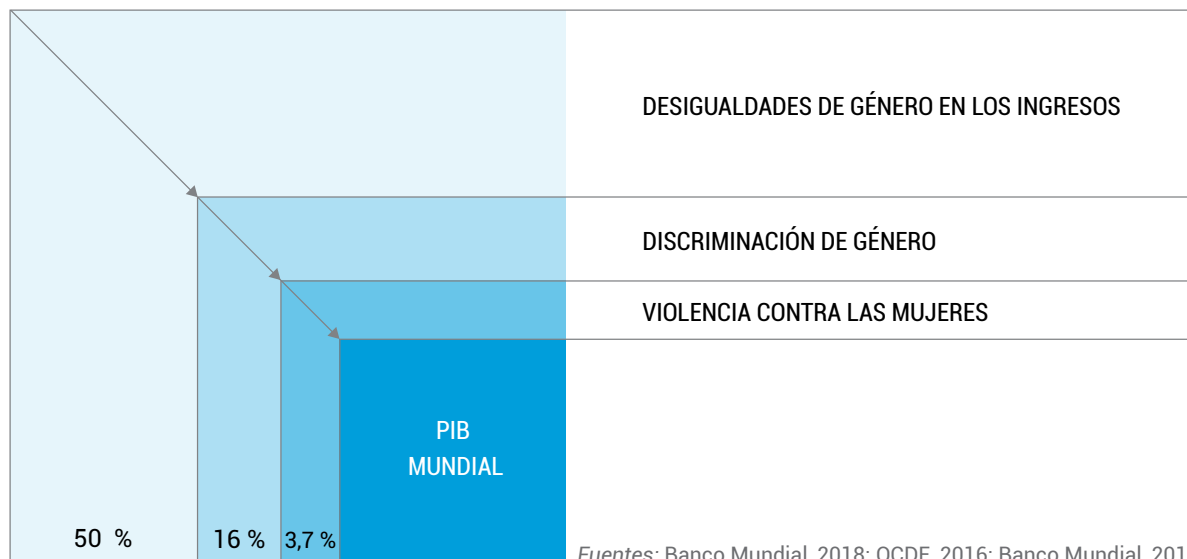 DESIGUALDADES DE GÉNERO EN LOS INGRESOS
DISCRIMINACIÓN DE GÉNERO
VIOLENCIA CONTRA LAS MUJERES
PIB
MUNDIAL
50 %
16 %
3,7 %
Fuentes: Banco Mundial, 2018; OCDE, 2016; Banco Mundial, 201